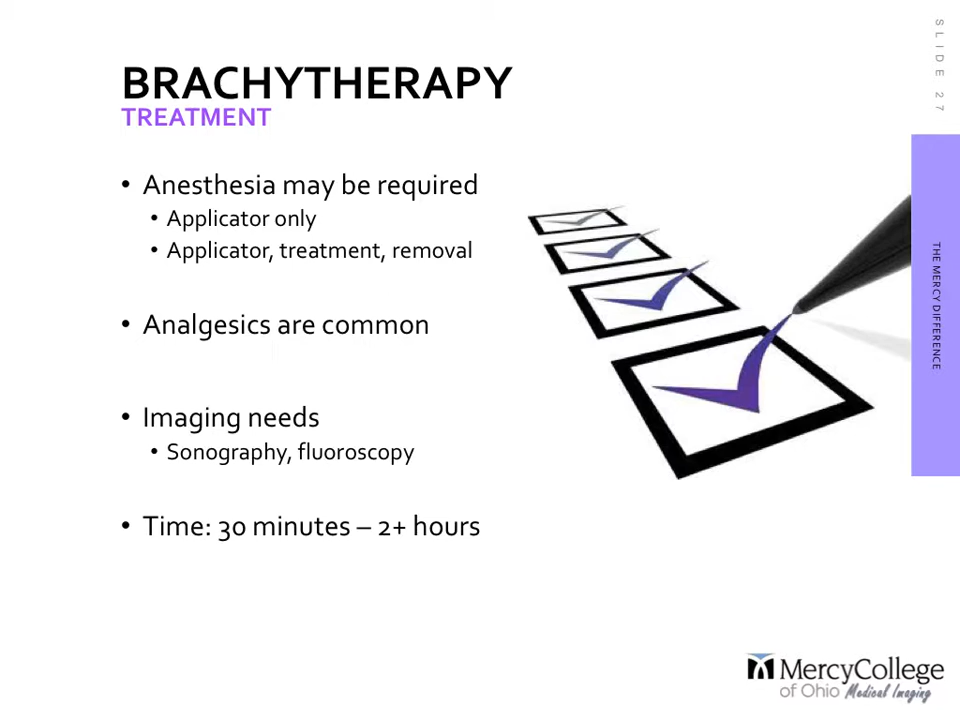 SLIDE 27
BRACHYTHERAPY
TREATMENT
• Anesthesia may be required
• Applicator only
• Applicator, treatment, removal
• Analgesics are common
• Imaging needs
• Sonography, fluoroscopy
• Time: 30 minutes – 2+ hours
THE MERCY DIFFERENCE
MercyCollege
of Ohio Medical Imaging